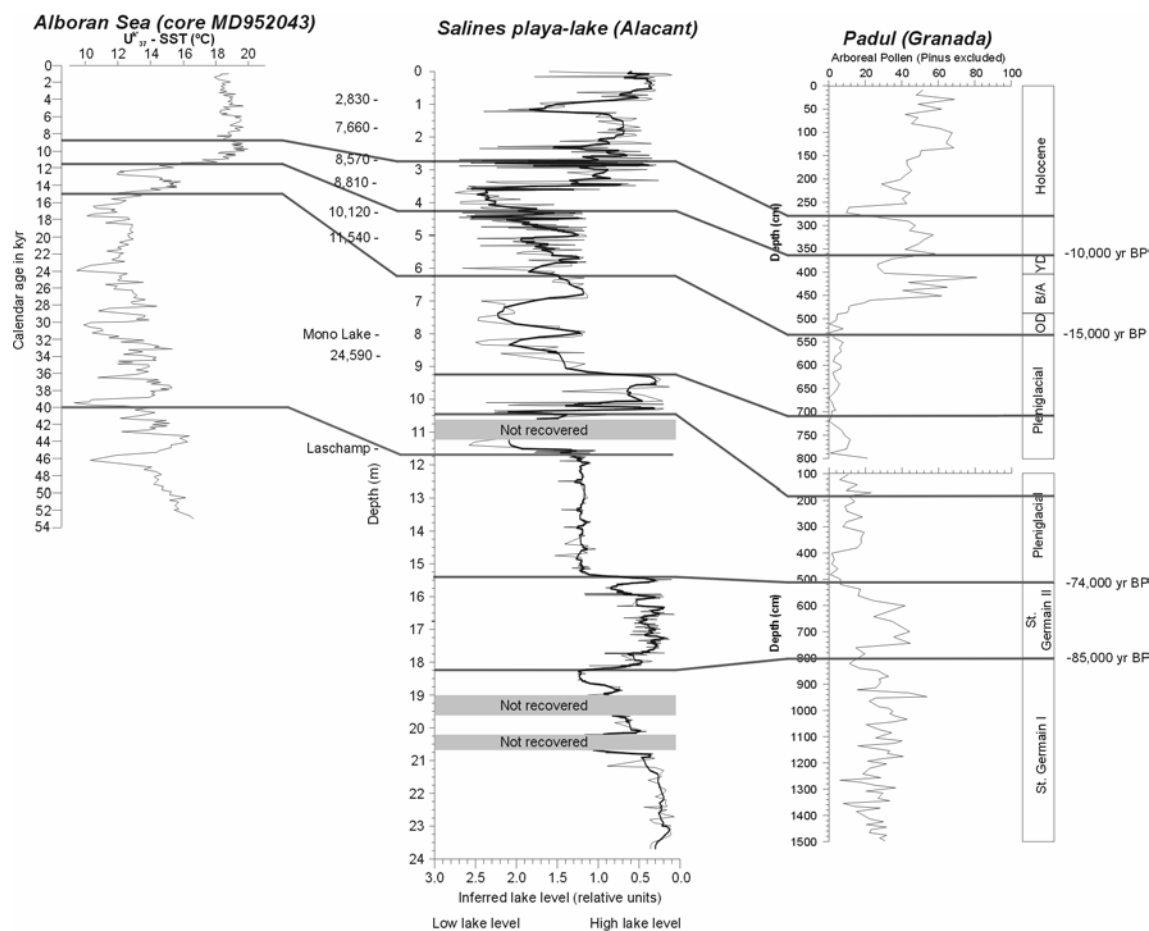 Alboran Sea (core MD952043)
Uᵏ'₃₇ - SST (ºC)
10 12 14 16 18 20
0
2
4
6
8
10
12
14
16
18
20
22
24
26
28
30
32
34
36
38
40
42
44
46
48
50
52
54
Calendar age in kyr
Salines playa-lake (Alacant)
2,830 -
7,660 -
8,570 -
8,810 -
10,120 -
11,540 -
Mono Lake -
24,590 -
Laschamp -
Depth (m)
0
1
2
3
4
5
6
7
8
9
10
11
12
13
14
15
16
17
18
19
20
21
22
23
24
Not recovered
Not recovered
Not recovered
3.0 2.5 2.0 1.5 1.0 0.5 0.0
Inferred lake level (relative units)
Low lake level High lake level
Padul (Granada)
Arboreal Pollen (Pinus excluded)
0 20 40 60 80 100
0
50
100
150
200
250
300
350
400
450
500
550
600
650
700
750
800
Depth (cm)
Holocene
YD
B/A
OD
Pleniglacial
-10,000 yr BP
-15,000 yr BP
100
200
300
400
500
600
700
800
900
1000
1100
1200
1300
1400
1500
Depth (cm)
Pleniglacial
St.
Germain II
St. Germain I
-74,000 yr BP
-85,000 yr BP